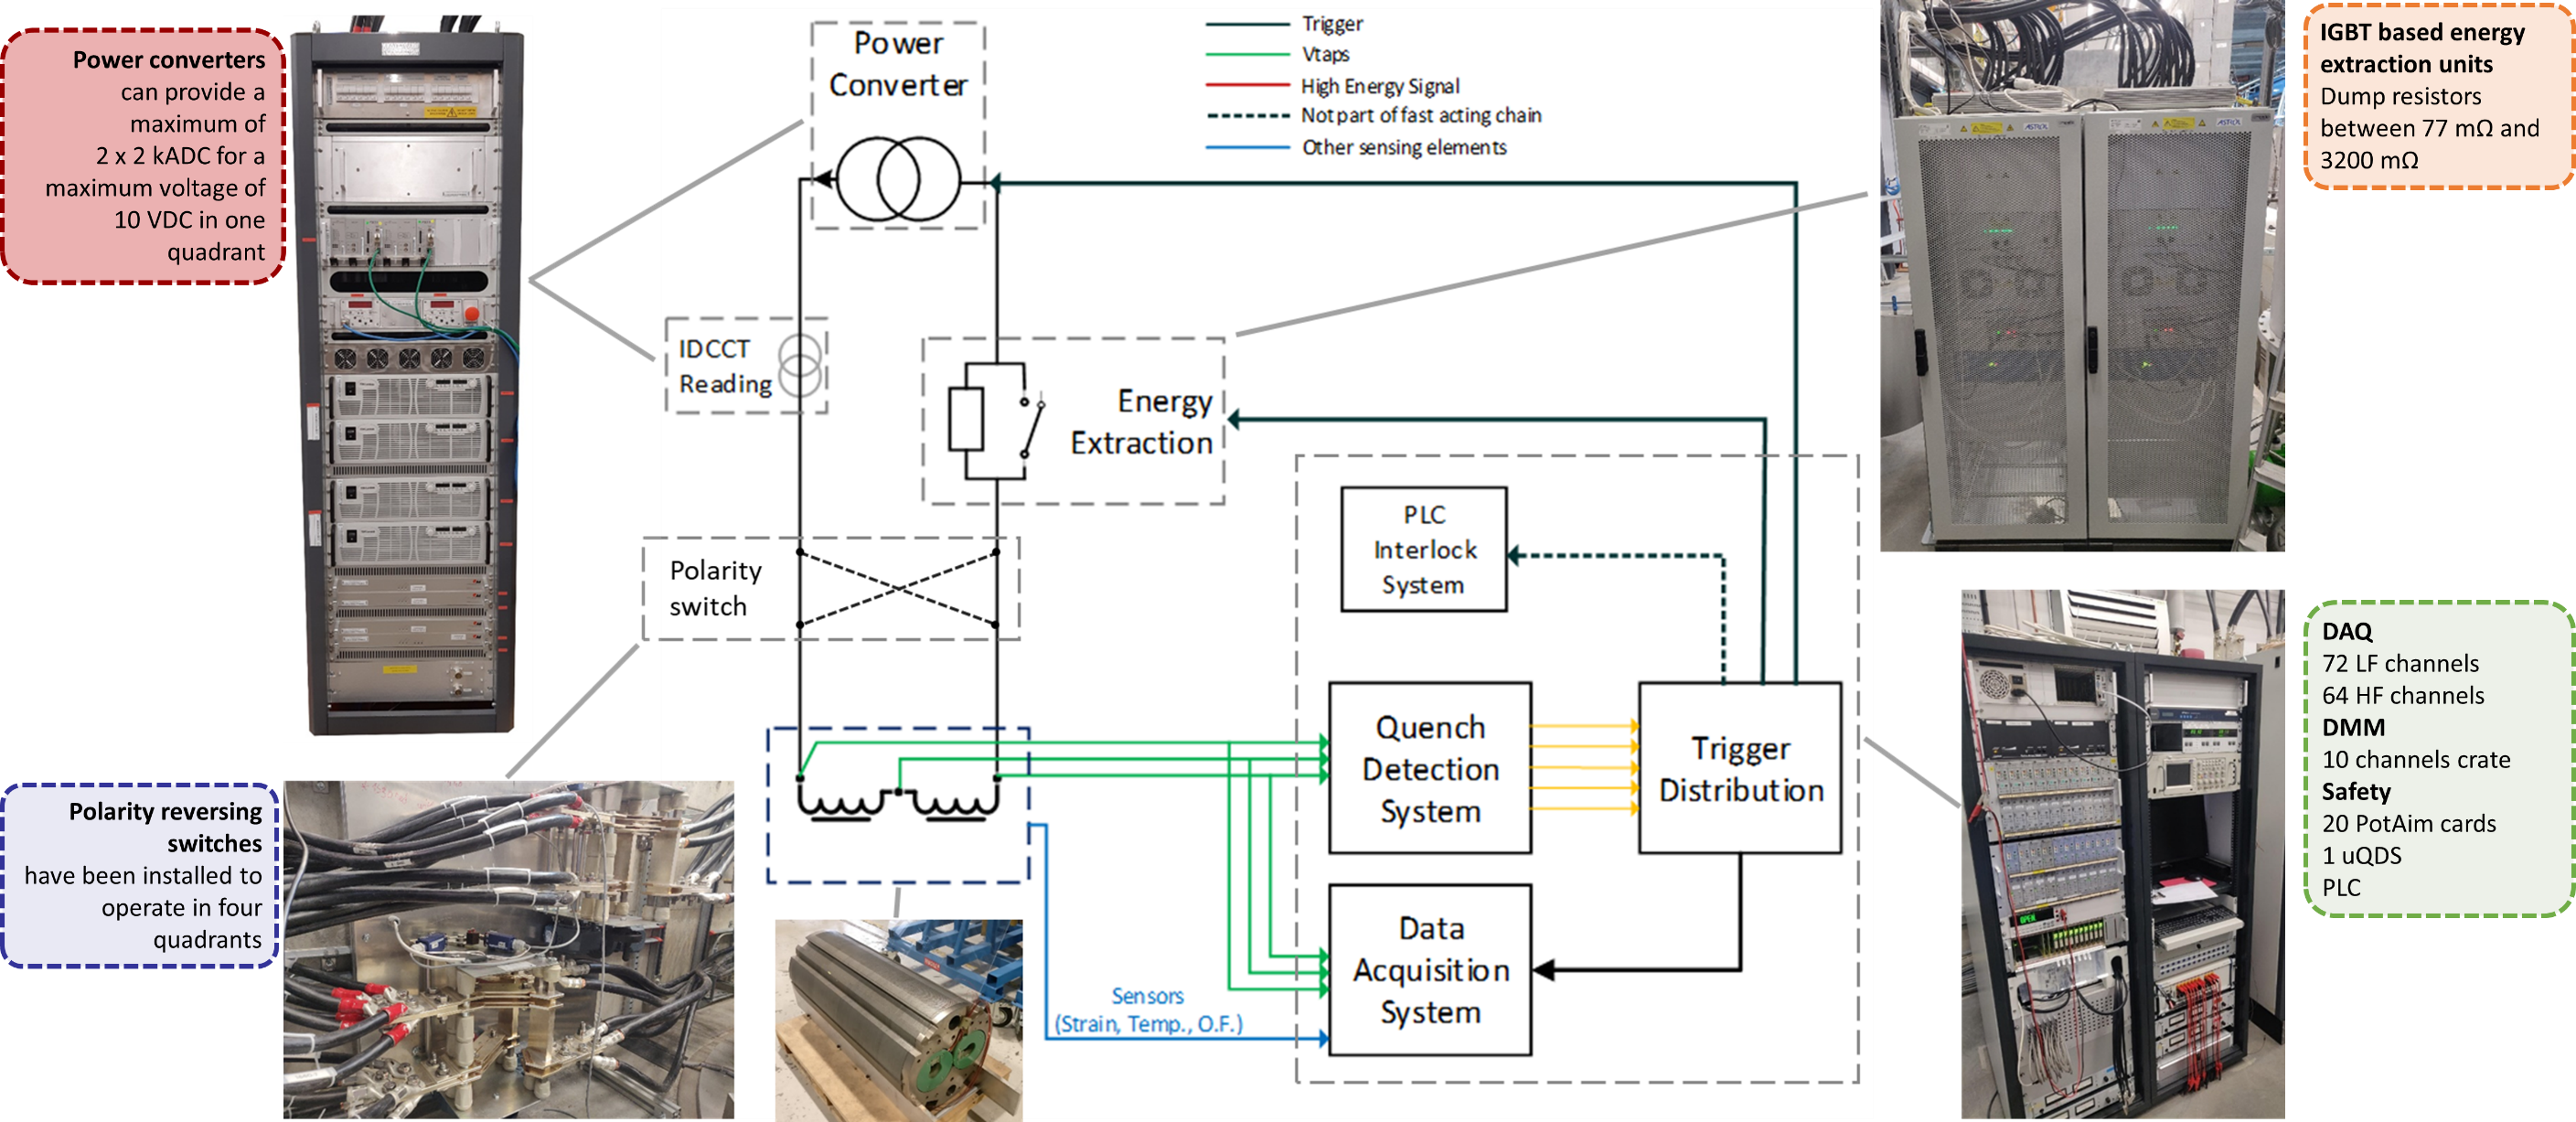 Power converters
can provide a
maximum of
2 x 2 kADC for a
maximum voltage of
10 VDC in one
quadrant
Power
Converter
Trigger
Vtaps
High Energy Signal
Not part of fast acting chain
Other sensing elements
IGBT based energy
extraction units
Dump resistors
between 77 mΩ and
3200 mΩ
IDCCT
Reading
Energy
Extraction
Polarity
switch
PLC
Interlock
System
Quench
Detection
System
Trigger
Distribution
Data
Acquisition
System
Sensors
(Strain, Temp., O.F.)
Polarity reversing
switches
have been installed to
operate in four
quadrants
DAQ
72 LF channels
64 HF channels
DMM
10 channels crate
Safety
20 PotAim cards
1 uQDS
PLC